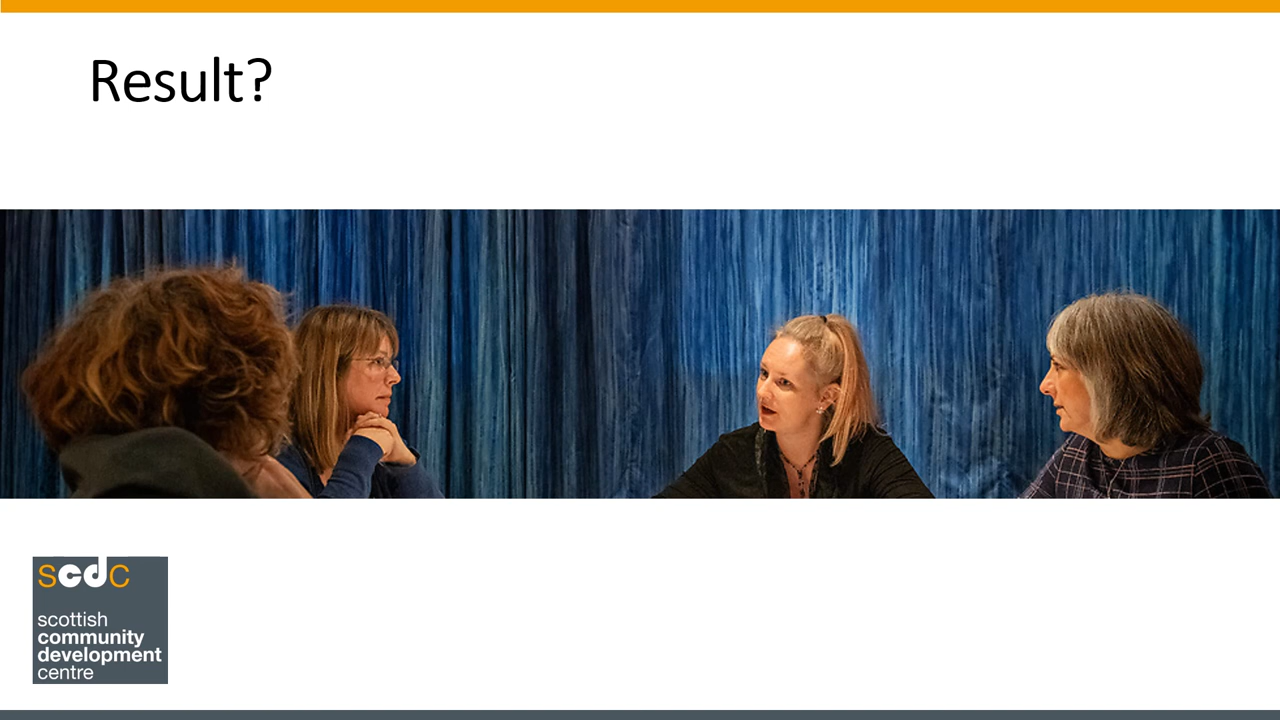 Result?
scdc
scottish
community
development
centre